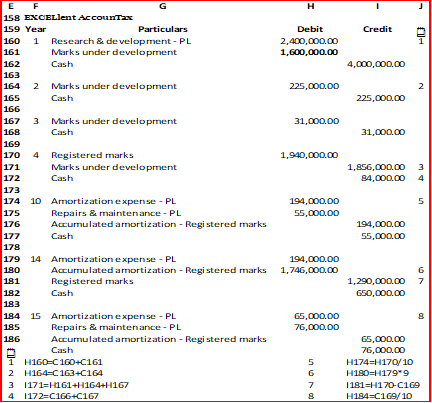 E F G H I J
158 EXCELlent AccounTax
159 Year Particulars Debit Credit
160 1 Research & development - PL 2,400,000.00 1
161 Marks under development 1,600,000.00
162 Cash 4,000,000.00
163
164 2 Marks under development 225,000.00 2
165 Cash 225,000.00
166
167 3 Marks under development 31,000.00
168 Cash 31,000.00
169
170 4 Registered marks 1,940,000.00
171 Marks under development 1,856,000.00 3
172 Cash 84,000.00 4
173
174 10 Amortization expense - PL 194,000.00 5
175 Repairs & maintenance - PL 55,000.00
176 Accumulated amortization - Registered marks 194,000.00
177 Cash 55,000.00
178
179 14 Amortization expense - PL 194,000.00
180 Accumulated amortization - Registered marks 1,746,000.00 6
181 Registered marks 1,290,000.00 7
182 Cash 650,000.00
183
184 15 Amortization expense - PL 65,000.00 8
185 Repairs & maintenance - PL 76,000.00
186 Accumulated amortization - Registered marks 65,000.00
Cash 76,000.00
1 H160=C160+C161 5 H174=H170/10
2 H164=C163+C164 6 H180=H179*9
3 I171=H161+H164+H167 7 I181=H170-C169
4 I172=C166+C167 8 H184=C169/10